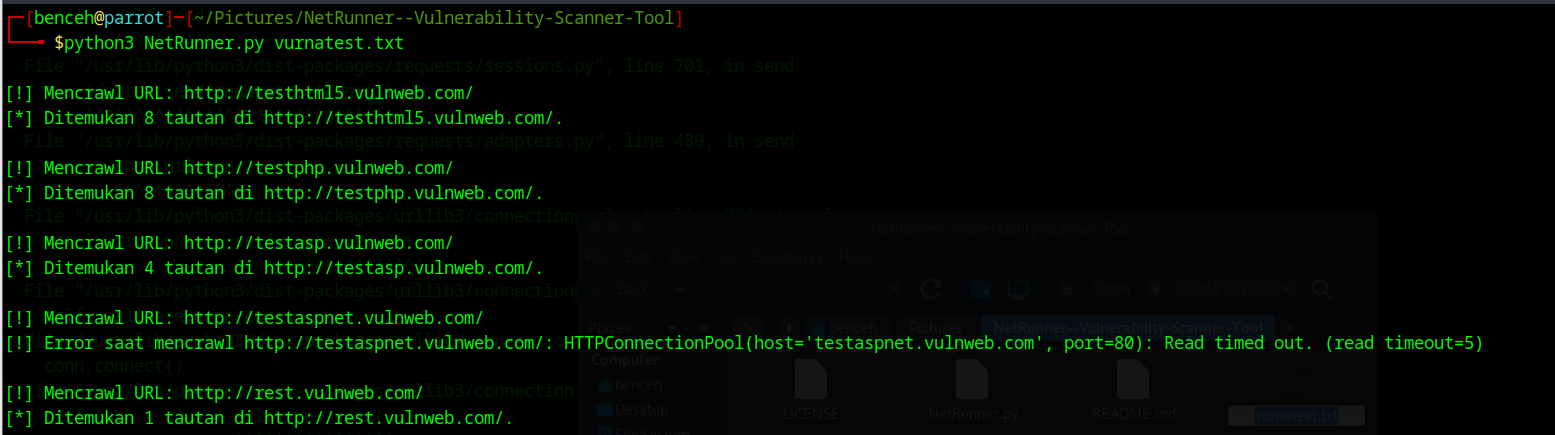 [benceh@parrot]-[~/Pictures/NetRunner--Vulnerability-Scanner-Tool]
$python3 NetRunner.py vurnatest.txt
File "/usr/lib/python3/dist-packages/requests/sessions.py", line 701, in send
[!] Mencrawl URL: http://testhtml5.vulnweb.com/
[*] Ditemukan 8 tautan di http://testhtml5.vulnweb.com/.
File "/usr/lib/python3/dist-packages/requests/adapters.py", line 489, in send
[!] Mencrawl URL: http://testphp.vulnweb.com/
[*] Ditemukan 8 tautan di http://testphp.vulnweb.com/.
File "/usr/lib/python3/dist-packages/urllib3/connection
NetRunner--Vulnerability-Scanner-Tool
[!] Mencrawl URL: http://testasp.vulnweb.com/
File Edit View Go Bookmarks Help
[*] Ditemukan 4 tautan di http://testasp.vulnweb.com/.
File "/usr/lib/python3/dist-packages/urllib3/connection
Back 100% Icon View
[!] Mencrawl URL: http://testaspnet.vulnweb.com/
Places benceh Pictures NetRunner--Vulnerability-Scanner-Tool
[!] Error saat mencrawl http://testaspnet.vulnweb.com/: HTTPConnectionPool(host='testaspnet.vulnweb.com', port=80): Read timed out. (read timeout=5)
conn.connect()
Computer
benceh
[!] Mencrawl URL: http://rest.vulnweb.com/
Desktop
LICENSE NetRunner.py README.md vurnatest.txt
[*] Ditemukan 1 tautan di http://rest.vulnweb.com/.
File System